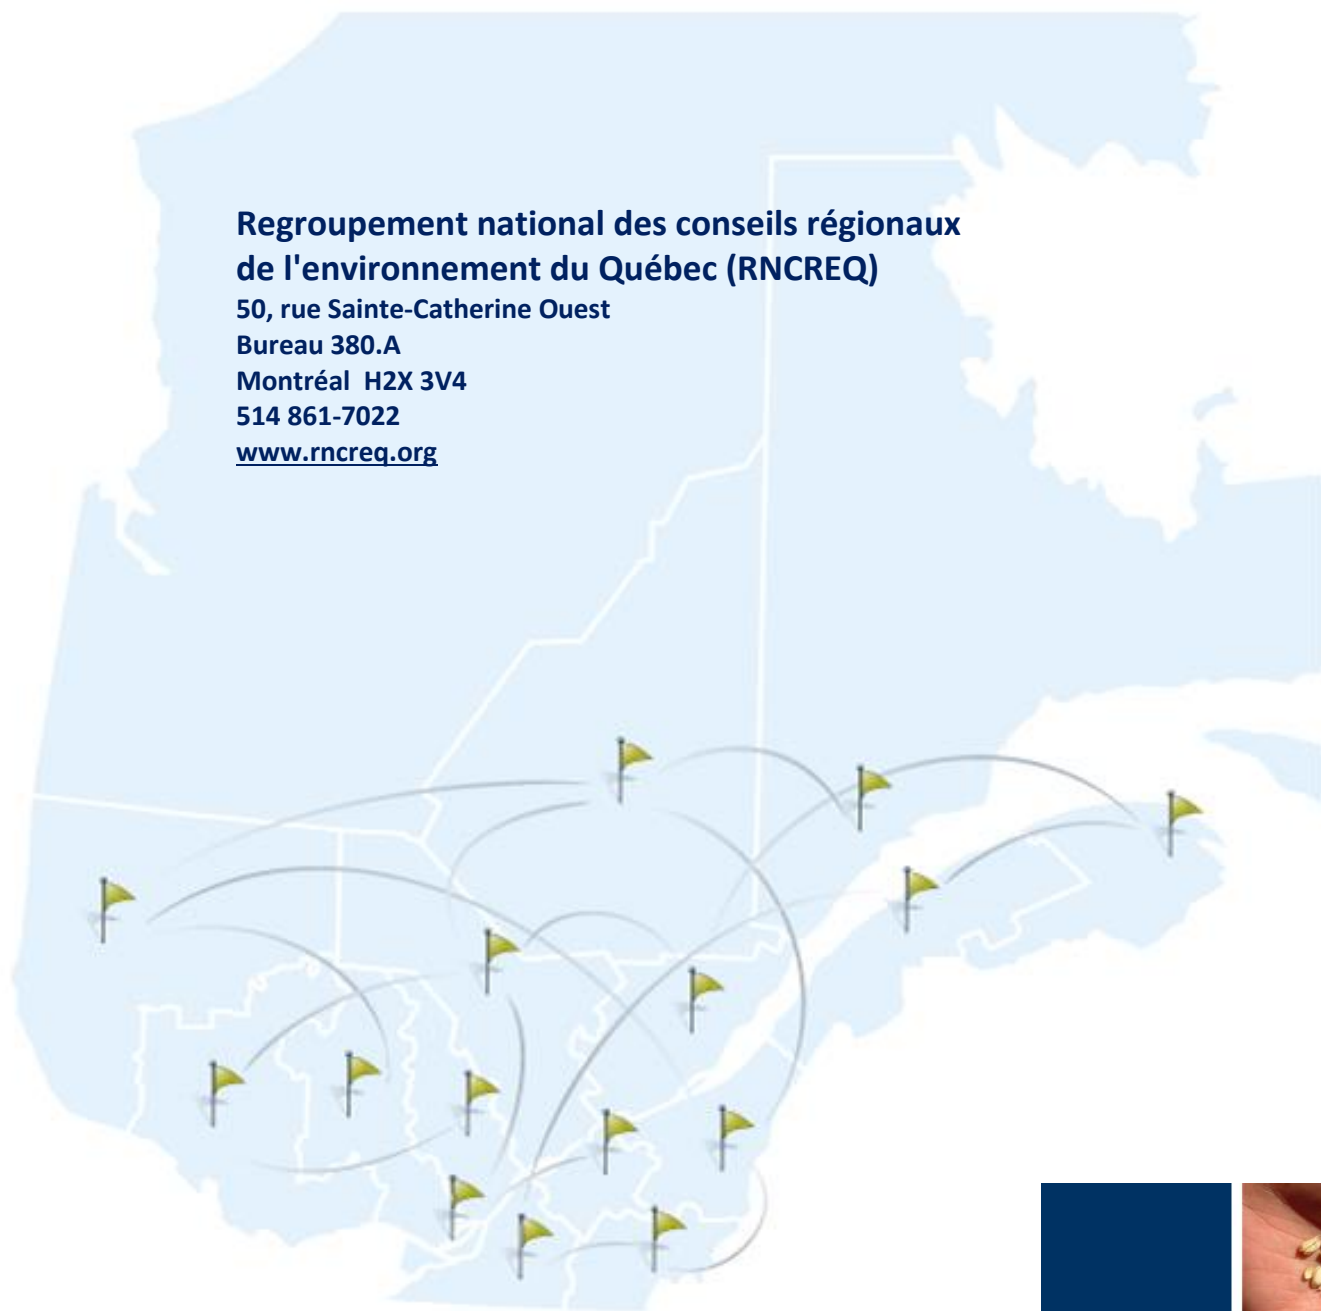 Regroupement national des conseils régionaux
de l'environnement du Québec (RNCREQ)
50, rue Sainte-Catherine Ouest
Bureau 380.A
Montréal  H2X 3V4
514 861-7022
www.rncreq.org